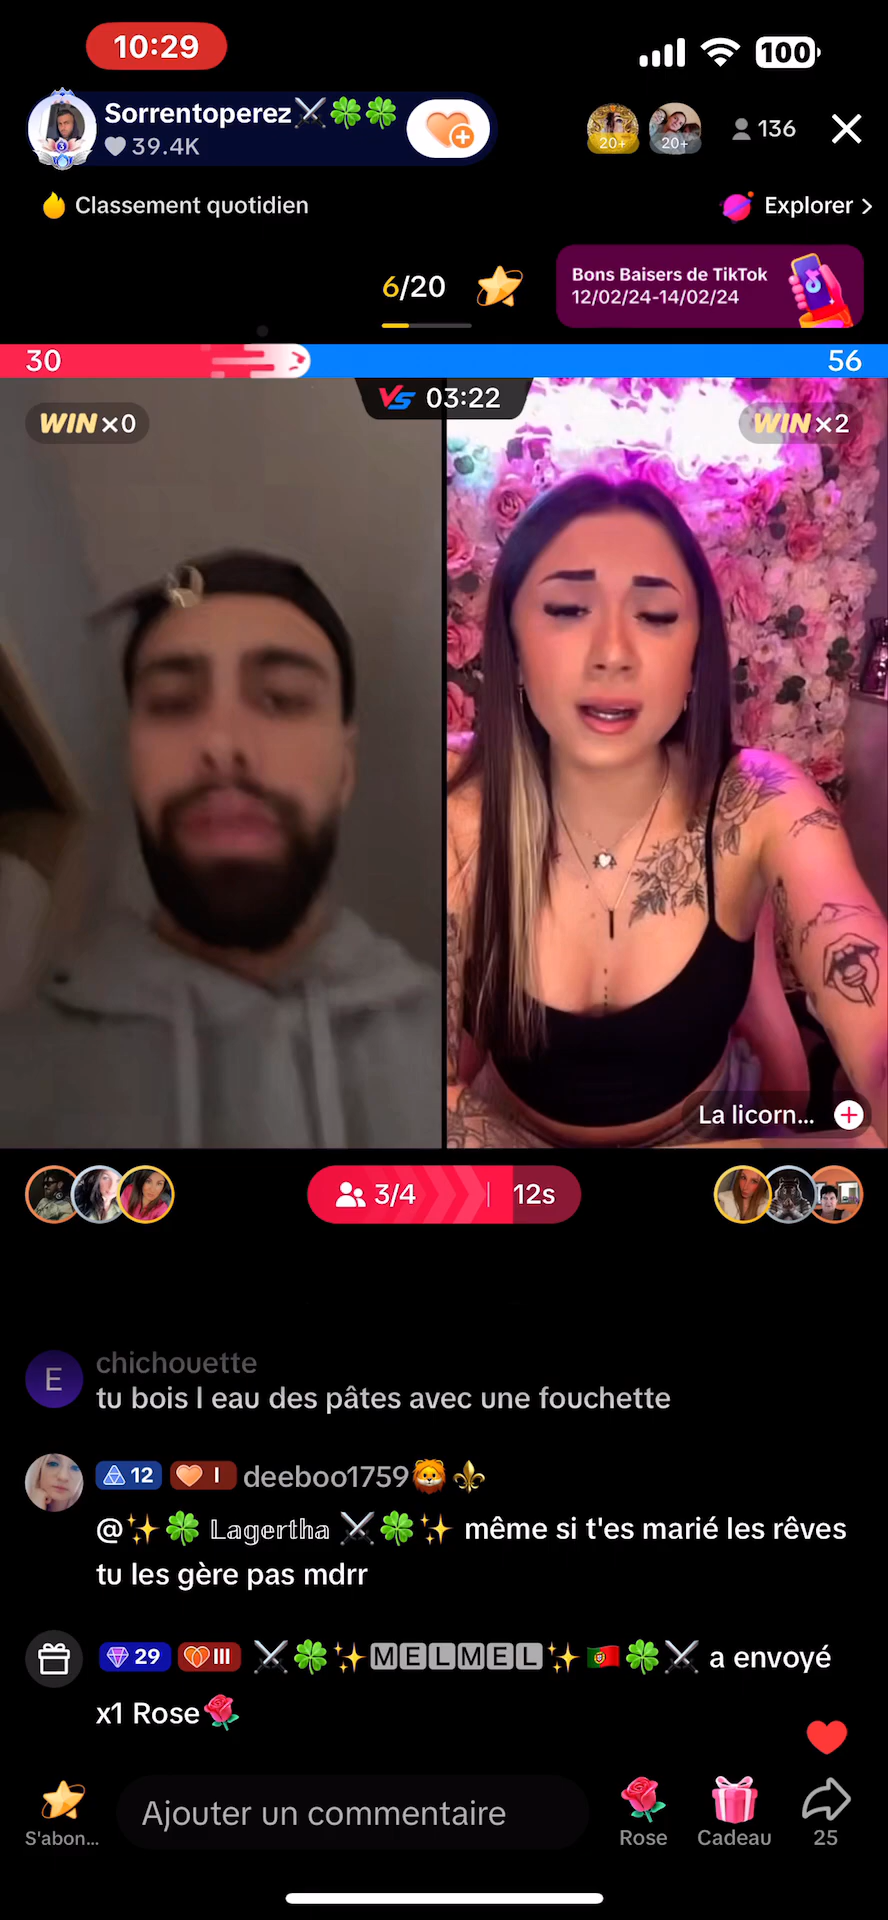 10:29
100
Sorrentoperez⚔️🍀🍀
39.4K
20+
20+
136
Classement quotidien
Explorer
6/20
Bons Baisers de TikTok
12/02/24-14/02/24
30
56
VS 03:22
WIN x0
WIN x2
La licorn...
3/4
12s
E
chichouette
tu bois l eau des pâtes avec une fouchette
12 I deeboo1759🦁⚜️
@✨🍀 𝕃𝕒𝕘𝕖𝕣𝕥𝕙𝕒 ⚔️🍀✨ même si t'es marié les rêves
tu les gère pas mdrr
29 III ⚔️🍀✨🄼🄴🄻🄼🄴🄻✨🇵🇹🍀⚔️ a envoyé
x1 Rose🌹
Ajouter un commentaire
S'abon...
Rose
Cadeau
25